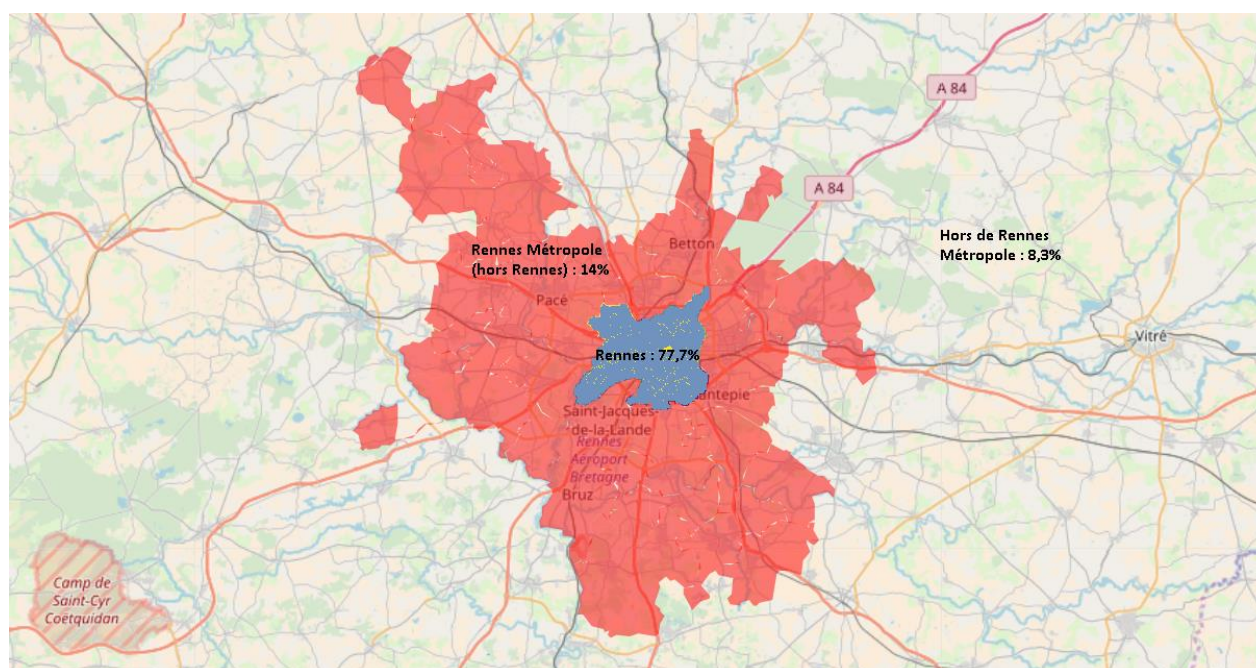 A 84
A 84
Betton
Rennes Métropole
(hors Rennes) : 14%
Hors de Rennes
Métropole : 8,3%
Pacé
Vitré
Rennes : 77,7%
Saint-Jacques-
de-la-Lande
Rennes
Aéroport
Bretagne
Bruz
Camp de
Saint-Cyr
Coëtquidan